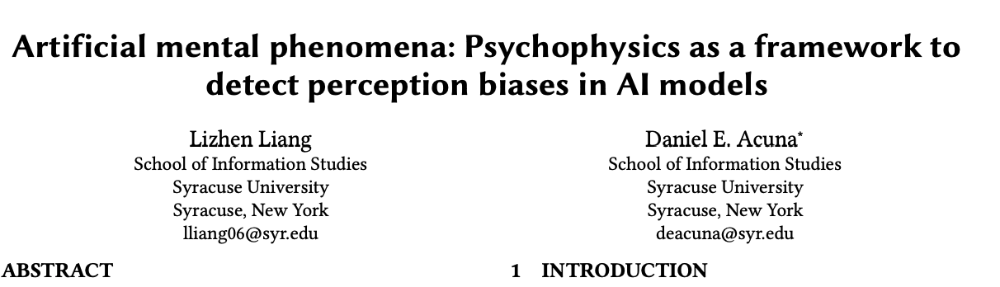 Artificial mental phenomena: Psychophysics as a framework to
detect perception biases in AI models
Lizhen Liang
School of Information Studies
Syracuse University
Syracuse, New York
lliang06@syr.edu
Daniel E. Acuna*
School of Information Studies
Syracuse University
Syracuse, New York
deacuna@syr.edu
ABSTRACT
1 INTRODUCTION